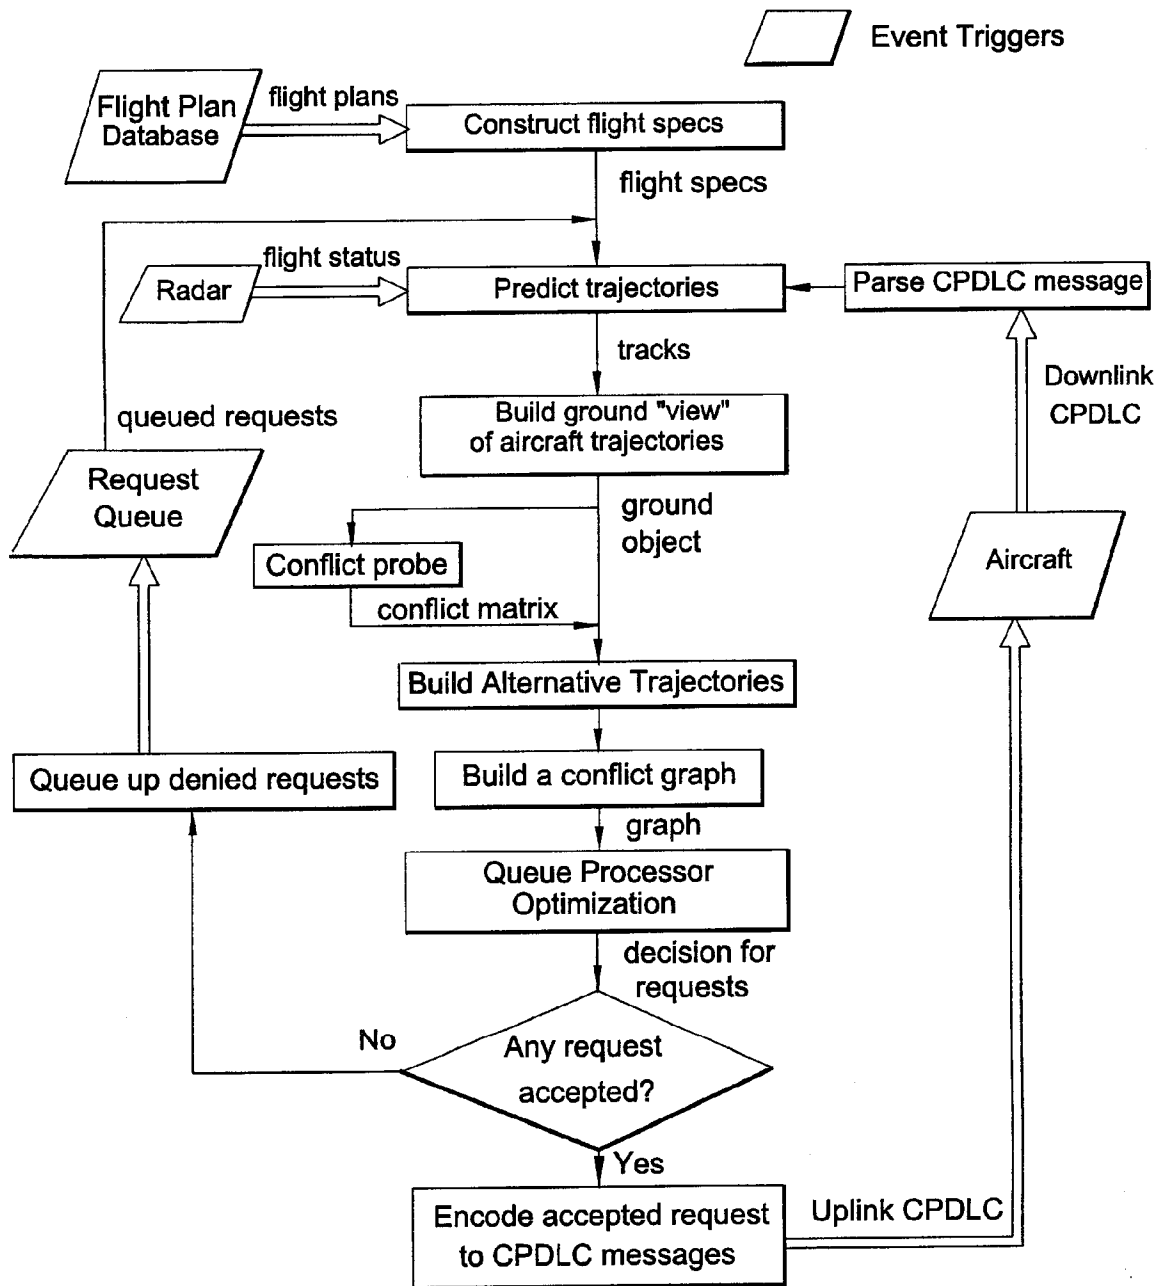 Event Triggers
Flight Plan
Database
flight plans
Construct flight specs
flight specs
Radar
flight status
Predict trajectories
Parse CPDLC message
tracks
Downlink
CPDLC
queued requests
Build ground "view"
of aircraft trajectories
Request
Queue
ground
object
Aircraft
Conflict probe
conflict matrix
Build Alternative Trajectories
Queue up denied requests
Build a conflict graph
graph
Queue Processor
Optimization
decision for
requests
No
Any request
accepted?
Yes
Encode accepted request
to CPDLC messages
Uplink CPDLC